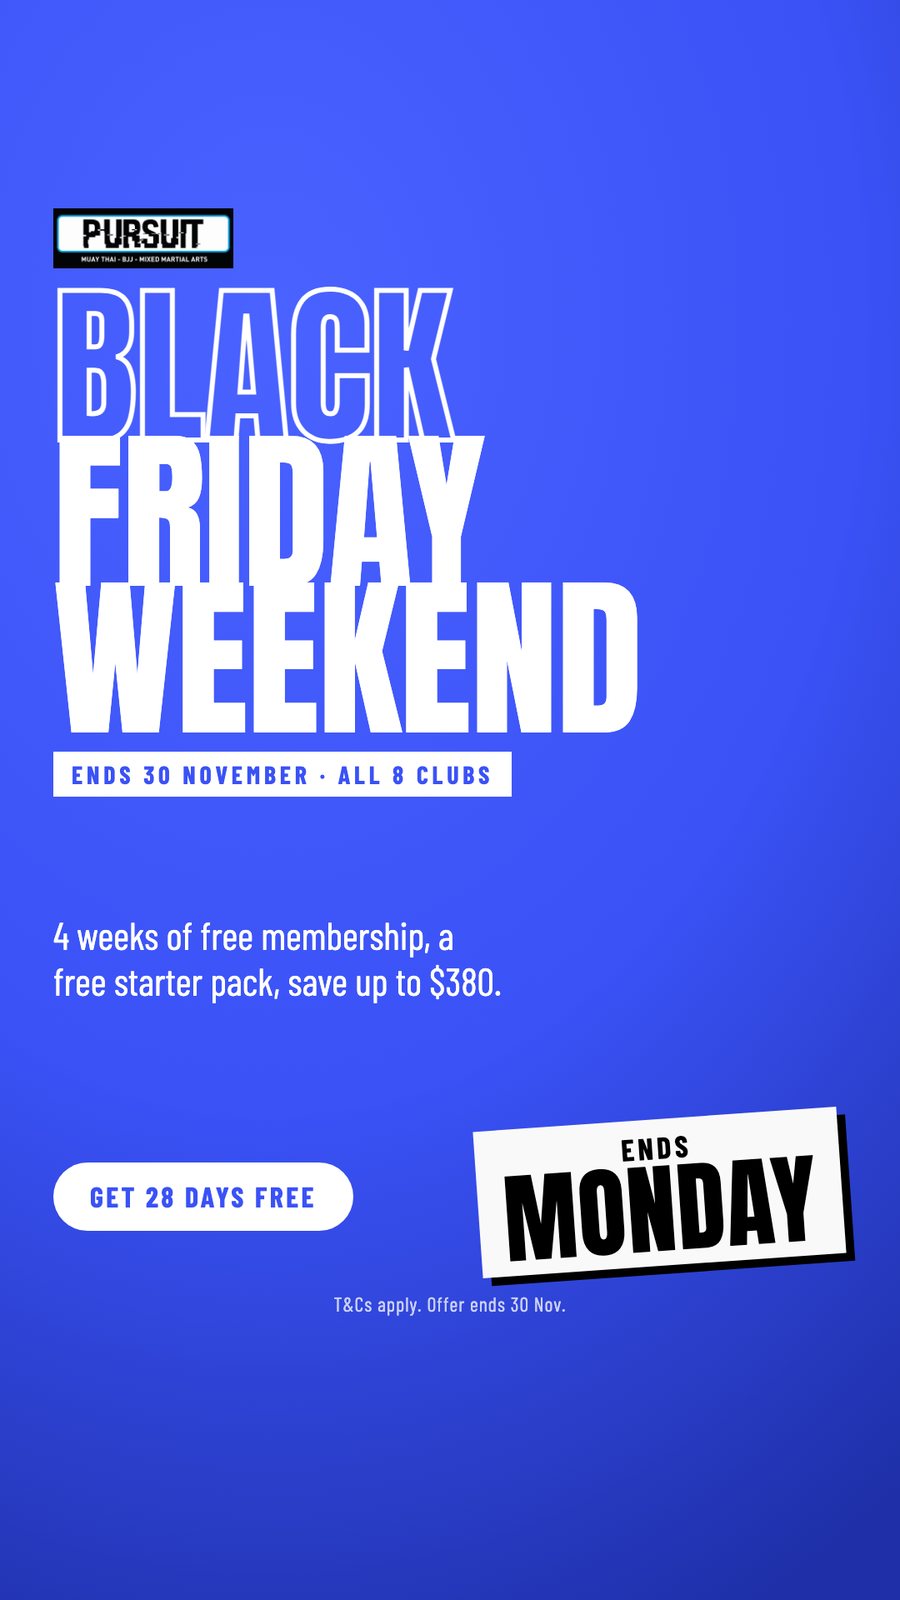 PURSUIT
MUAY THAI - BJJ - MIXED MARTIAL ARTS
BLACK
FRIDAY
WEEKEND
ENDS 30 NOVEMBER · ALL 8 CLUBS
4 weeks of free membership, a
free starter pack, save up to $380.
GET 28 DAYS FREE
ENDS
MONDAY
T&Cs apply. Offer ends 30 Nov.